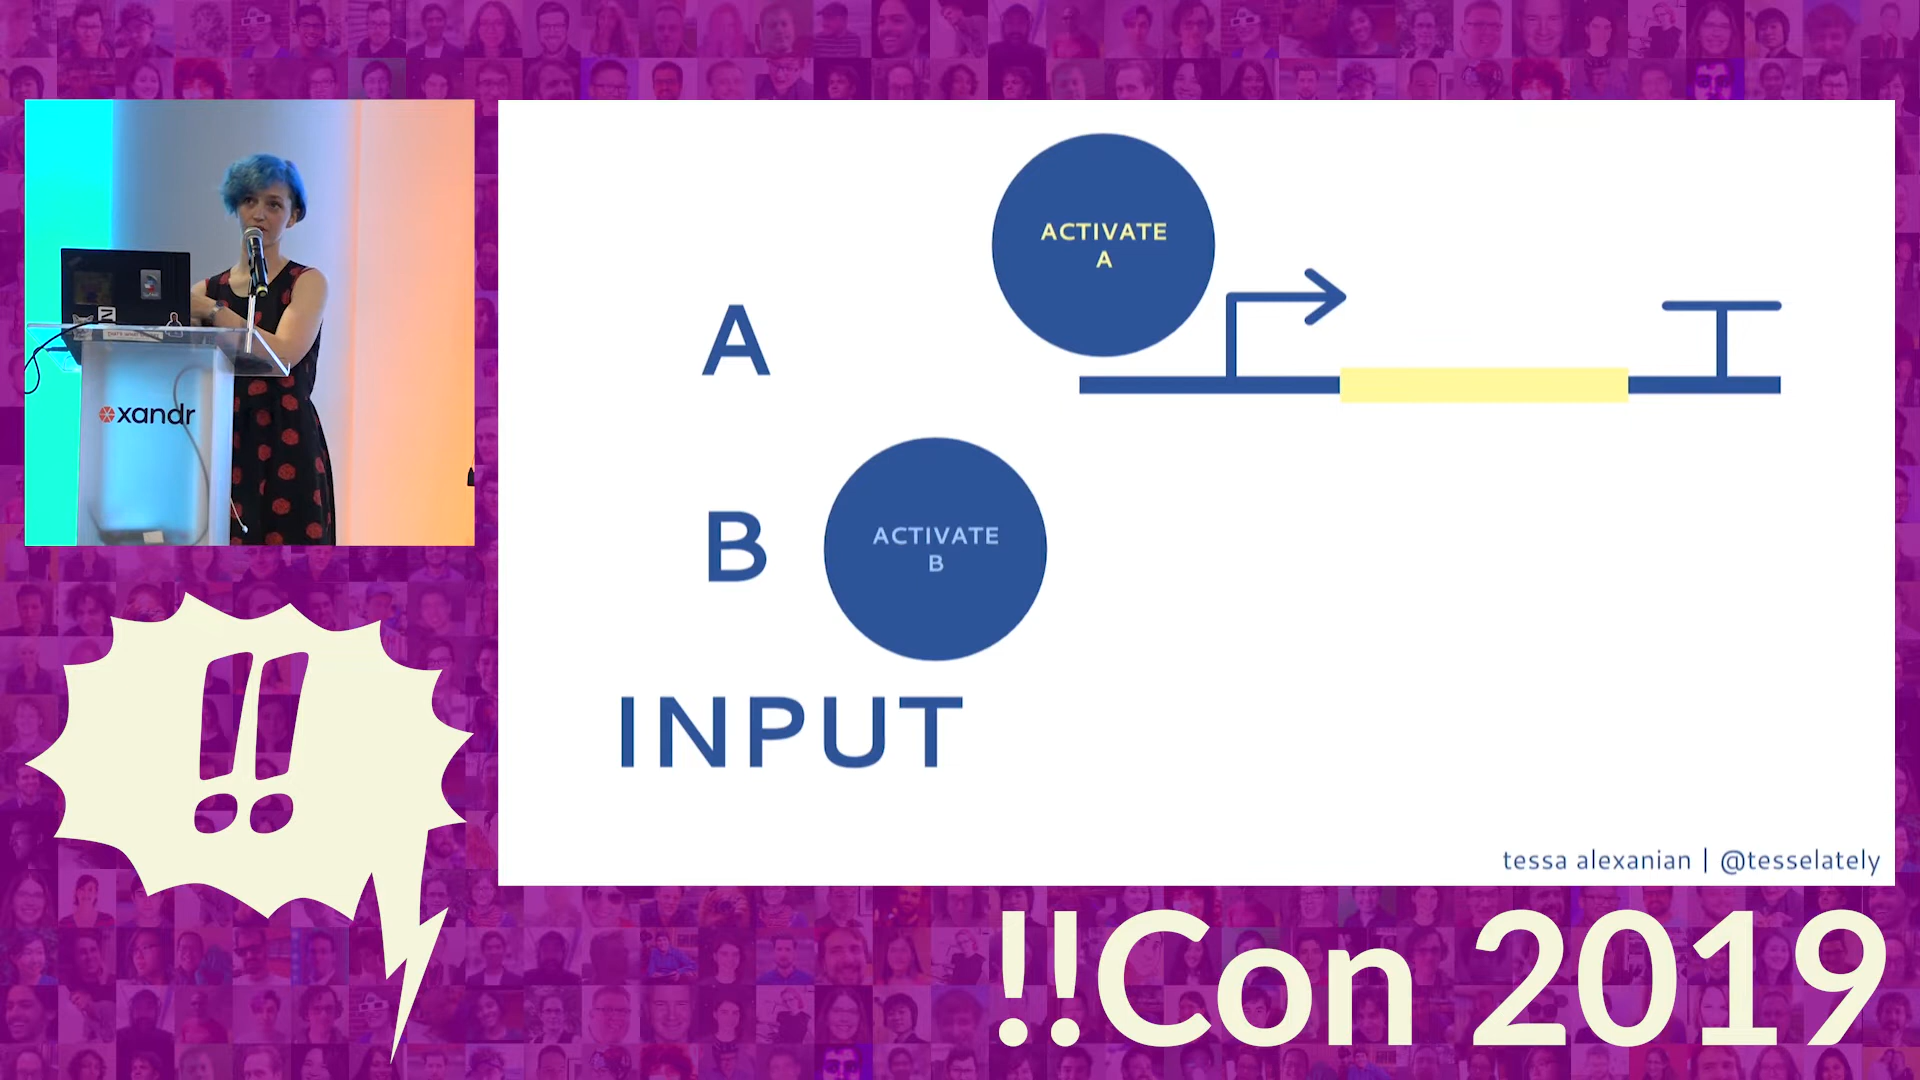 xandr
!!
ACTIVATE
A
A
B
ACTIVATE
B
INPUT
tessa alexanian | @tesselately
!!Con 2019